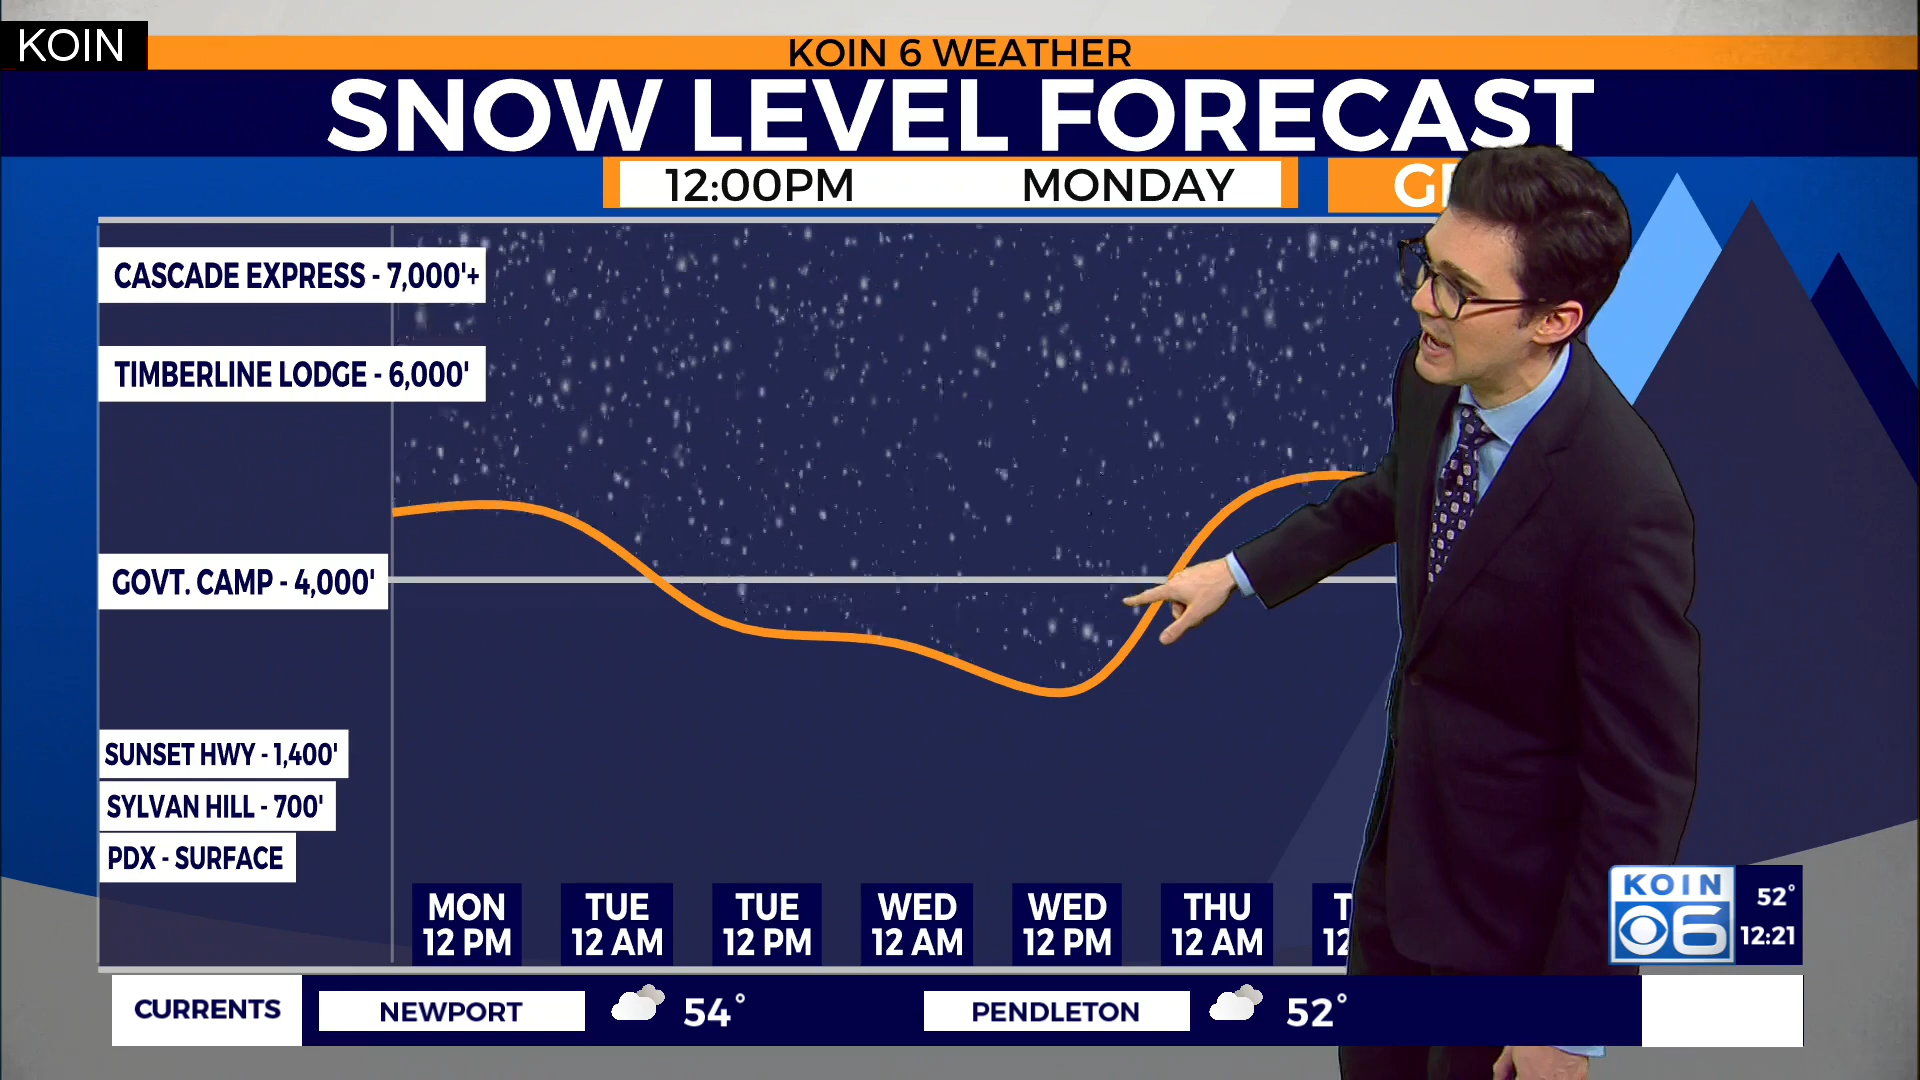 KOIN
KOIN 6 WEATHER
SNOW LEVEL FORECAST
12:00PM MONDAY
CASCADE EXPRESS - 7,000'+
TIMBERLINE LODGE - 6,000'
GOVT. CAMP - 4,000'
SUNSET HWY - 1,400'
SYLVAN HILL - 700'
PDX - SURFACE
MON TUE TUE WED WED THU
12 PM 12 AM 12 PM 12 AM 12 PM 12 AM
KOIN 52°
6 12:21
CURRENTS NEWPORT 54° PENDLETON 52°